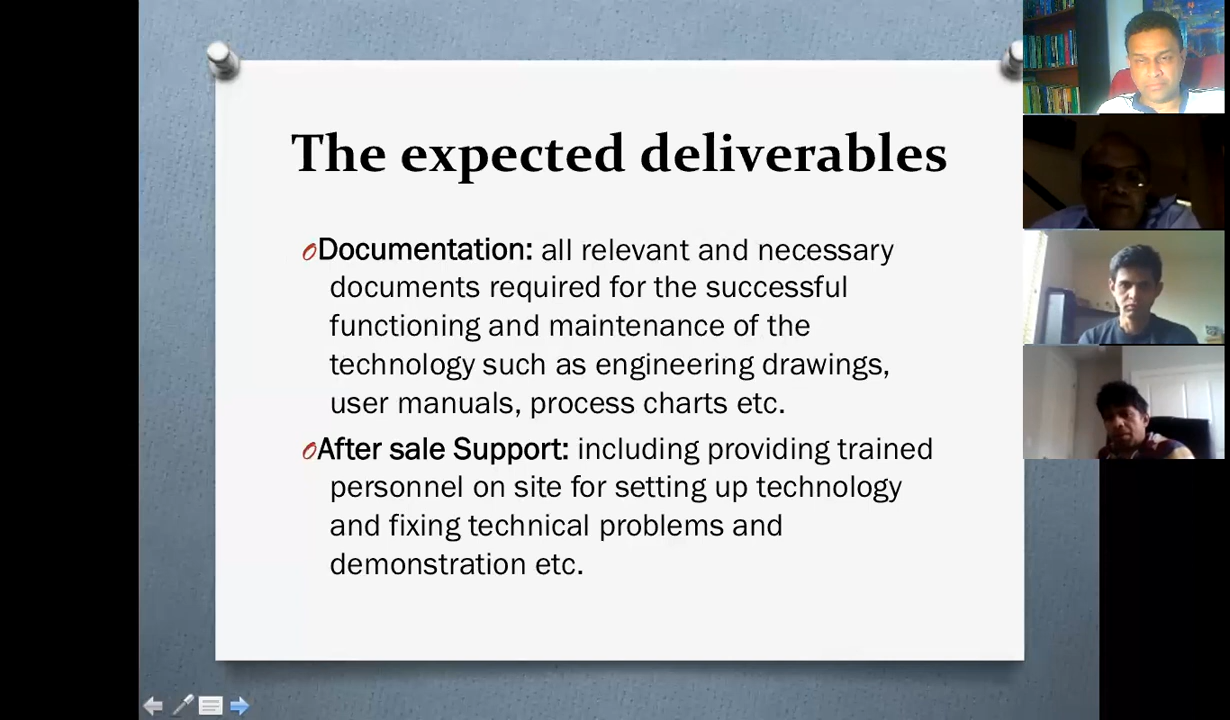 The expected deliverables
Documentation: all relevant and necessary
documents required for the successful
functioning and maintenance of the
technology such as engineering drawings,
user manuals, process charts etc.
After sale Support: including providing trained
personnel on site for setting up technology
and fixing technical problems and
demonstration etc.